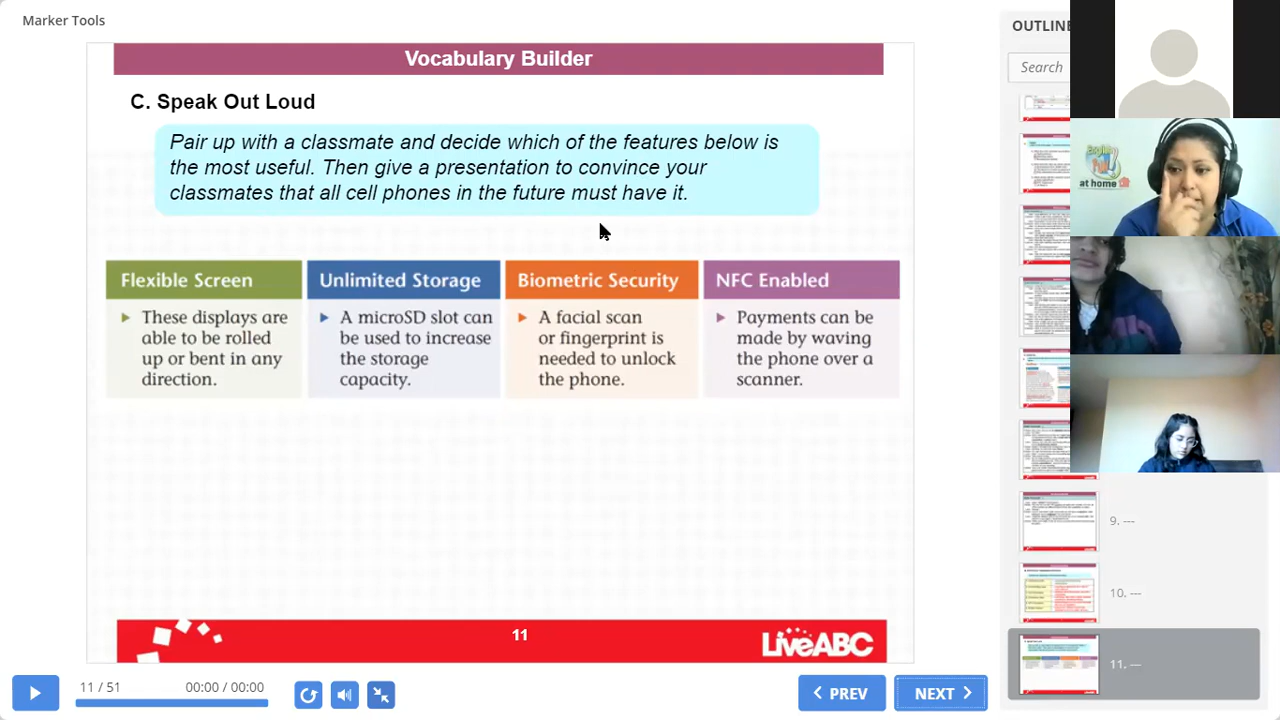 Marker Tools
OUTLINE
Search
Vocabulary Builder
C. Speak Out Loud
Pair up with a classmate and decide which of the features below is
the most useful. Then give a presentation to convince your
classmates that all smartphones in the future must have it.
Flexible Screen
These displays are
able to be rolled
up or bent in any
direction.
Unlimited Storage
A microSD slot can
be used to increase
the storage
capacity.
Biometric Security
A facial scan
or fingerprint is
needed to unlock
the phone.
NFC Enabled
Payments can be
made by waving
the phone over a
scanner.
11
LiveABC
English
Pro
at home
9. ---
10. ---
11. ---
11 / 51
00:00 / 00:00
PREV
NEXT